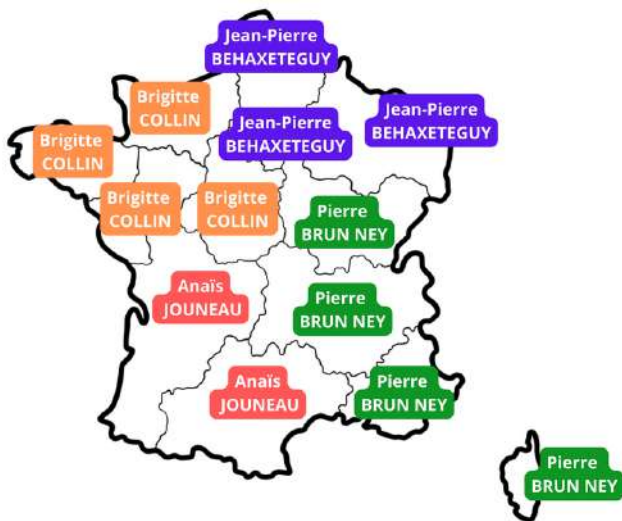 Jean-Pierre
BEHAXETEGUY
Brigitte
COLLIN
Jean-Pierre
BEHAXETEGUY
Jean-Pierre
BEHAXETEGUY
Brigitte
COLLIN
Brigitte
COLLIN
Brigitte
COLLIN
Pierre
BRUN NEY
Anaïs
JOUNEAU
Pierre
BRUN NEY
Anaïs
JOUNEAU
Pierre
BRUN NEY
Pierre
BRUN NEY